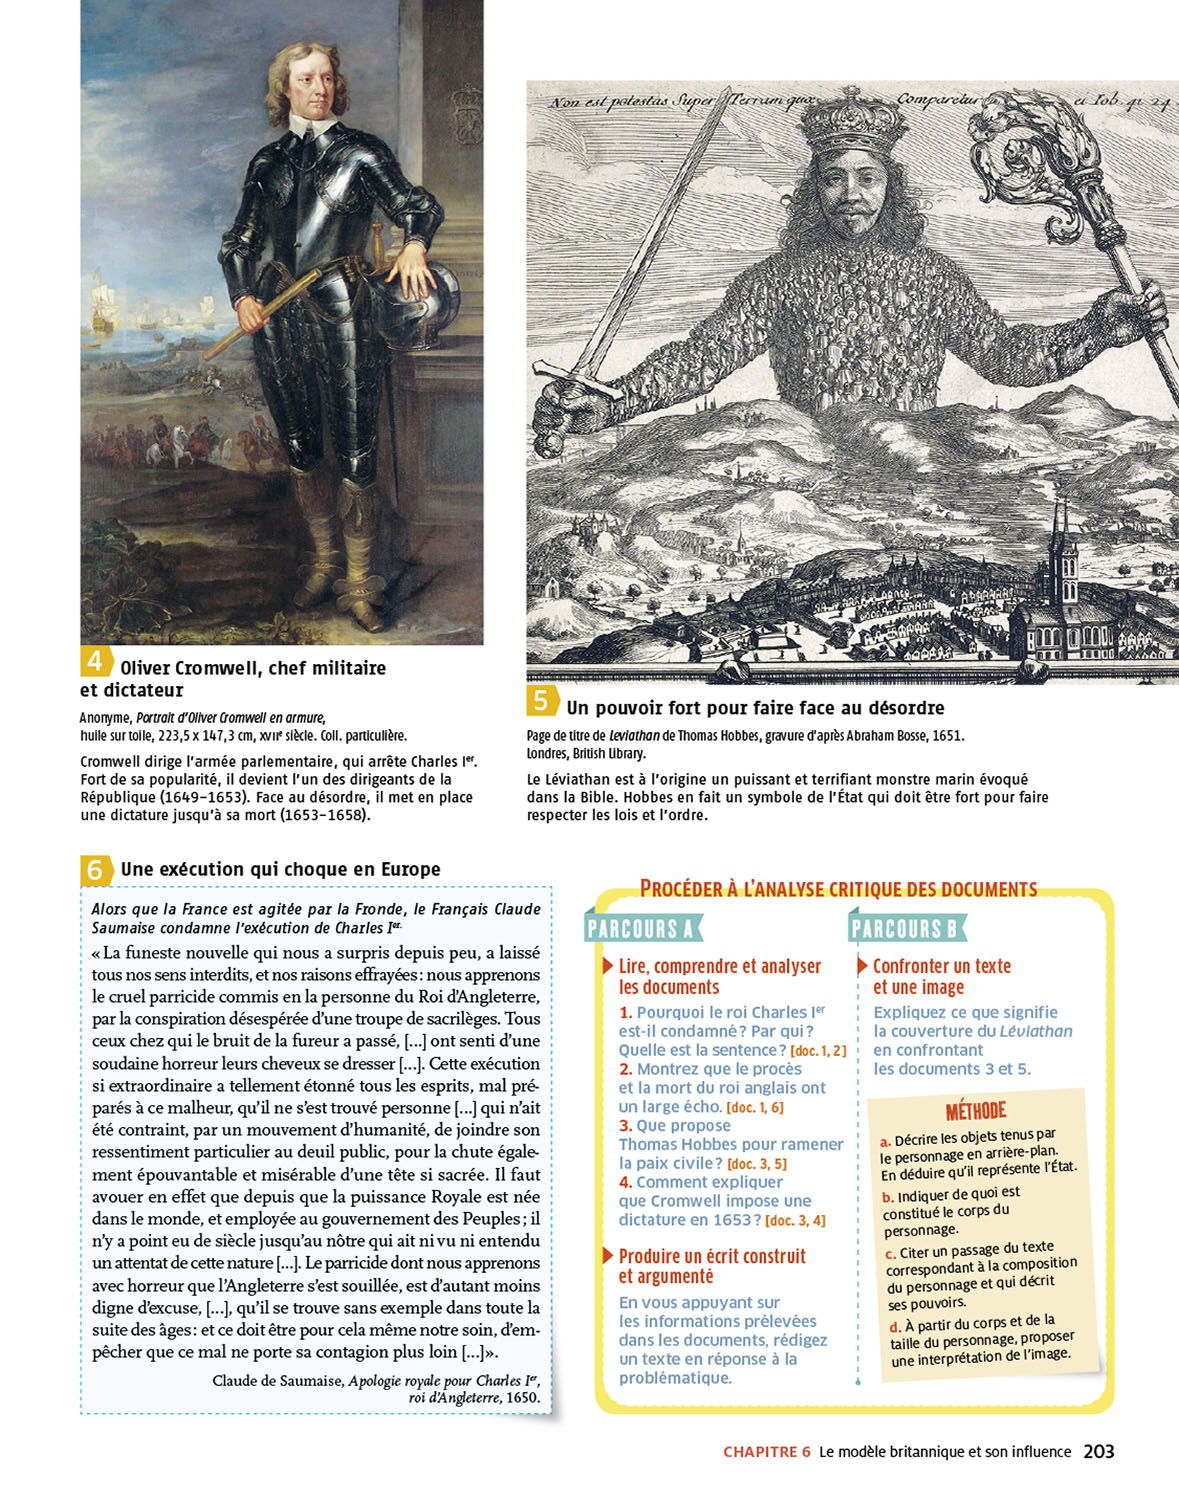 Non est potestas Super Terram quæ Comparetur ei Iob. 41 24
4 Oliver Cromwell, chef militaire
et dictateur
Anonyme, Portrait d'Oliver Cromwell en armure,
huile sur toile, 223,5 x 147,3 cm, XVIIe siècle. Coll. particulière.
Cromwell dirige l'armée parlementaire, qui arrête Charles Ier.
Fort de sa popularité, il devient l'un des dirigeants de la
République (1649-1653). Face au désordre, il met en place
une dictature jusqu'à sa mort (1653-1658).
5 Un pouvoir fort pour faire face au désordre
Page de titre de Leviathan de Thomas Hobbes, gravure d'après Abraham Bosse, 1651.
Londres, British Library.
Le Léviathan est à l'origine un puissant et terrifiant monstre marin évoqué
dans la Bible. Hobbes en fait un symbole de l'État qui doit être fort pour faire
respecter les lois et l'ordre.
6 Une exécution qui choque en Europe
Alors que la France est agitée par la Fronde, le Français Claude
Saumaise condamne l'exécution de Charles Ier.
« La funeste nouvelle qui nous a surpris depuis peu, a laissé
tous nos sens interdits, et nos raisons effrayées : nous apprenons
le cruel parricide commis en la personne du Roi d'Angleterre,
par la conspiration désespérée d'une troupe de sacrilèges. Tous
ceux chez qui le bruit de la fureur a passé, [...] ont senti d'une
soudaine horreur leurs cheveux se dresser [...]. Cette exécution
si extraordinaire a tellement étonné tous les esprits, mal pré-
parés à ce malheur, qu'il ne s'est trouvé personne [...] qui n'ait
été contraint, par un mouvement d'humanité, de joindre son
ressentiment particulier au deuil public, pour la chute égale-
ment épouvantable et misérable d'une tête si sacrée. Il faut
avouer en effet que depuis que la puissance Royale est née
dans le monde, et employée au gouvernement des Peuples ; il
n'y a point eu de siècle jusqu'au nôtre qui ait ni vu ni entendu
un attentat de cette nature [...]. Le parricide dont nous apprenons
avec horreur que l'Angleterre s'est souillée, est d'autant moins
digne d'excuse, [...], qu'il se trouve sans exemple dans toute la
suite des âges : et ce doit être pour cela même notre soin, d'em-
pêcher que ce mal ne porte sa contagion plus loin [...] ».
Claude de Saumaise, Apologie royale pour Charles Ier,
roi d'Angleterre, 1650.
PROCÉDER À L'ANALYSE CRITIQUE DES DOCUMENTS
PARCOURS A
Lire, comprendre et analyser
les documents
1. Pourquoi le roi Charles Ier
est-il condamné ? Par qui ?
Quelle est la sentence ? [doc. 1, 2]
2. Montrez que le procès
et la mort du roi anglais ont
un large écho. [doc. 1, 6]
3. Que propose
Thomas Hobbes pour ramener
la paix civile ? [doc. 3, 5]
4. Comment expliquer
que Cromwell impose une
dictature en 1653 ? [doc. 3, 4]
Produire un écrit construit
et argumenté
En vous appuyant sur
les informations prélevées
dans les documents, rédigez
un texte en réponse à la
problématique.
PARCOURS B
Confronter un texte
et une image
Expliquez ce que signifie
la couverture du Léviathan
en confrontant
les documents 3 et 5.
MÉTHODE
a. Décrire les objets tenus par
le personnage en arrière-plan.
En déduire qu'il représente l'État.
b. Indiquer de quoi est
constitué le corps du
personnage.
c. Citer un passage du texte
correspondant à la composition
du personnage et qui décrit
ses pouvoirs.
d. À partir du corps et de la
taille du personnage, proposer
une interprétation de l'image.
CHAPITRE 6 Le modèle britannique et son influence 203